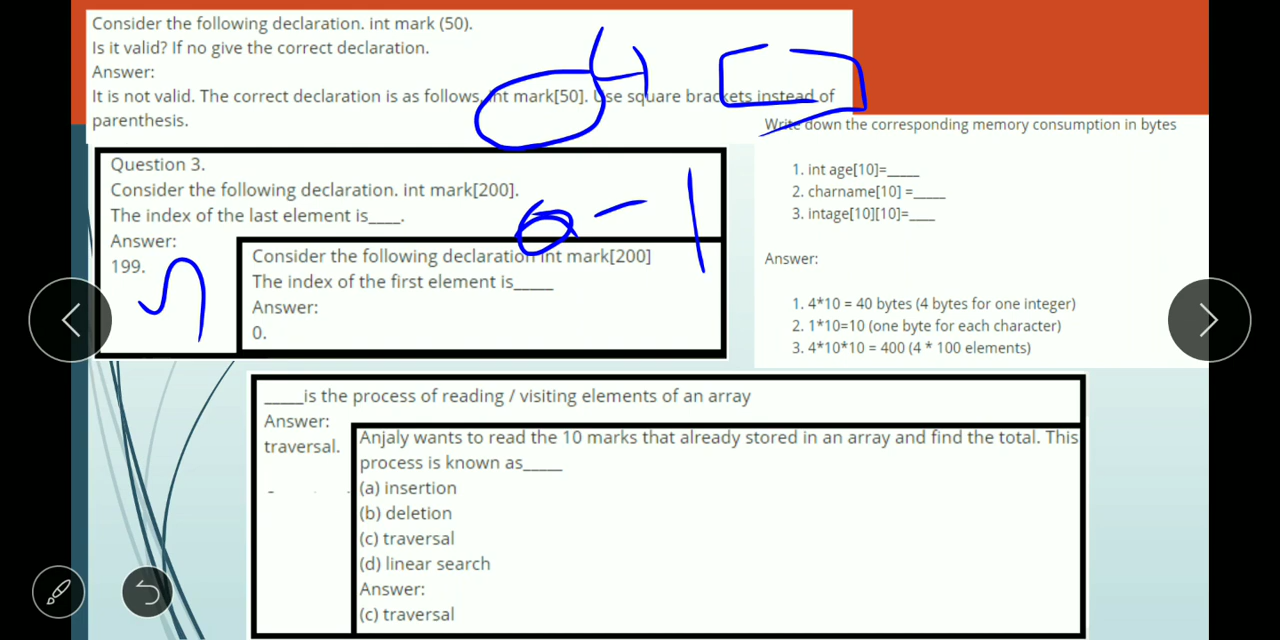 Consider the following declaration. int mark (50).
Is it valid? If no give the correct declaration.
Answer:
It is not valid. The correct declaration is as follows, int mark[50]. Use square brackets instead of
parenthesis.
Question 3.
Consider the following declaration. int mark[200].
The index of the last element is____.
Answer:
199.
Consider the following declaration int mark[200]
The index of the first element is_____
Answer:
0.
Write down the corresponding memory consumption in bytes
1. int age[10]=_____
2. charname[10] =_____
3. intage[10][10]=____
Answer:
1. 4*10 = 40 bytes (4 bytes for one integer)
2. 1*10=10 (one byte for each character)
3. 4*10*10 = 400 (4 * 100 elements)
_____is the process of reading / visiting elements of an array
Answer:
traversal.
Anjaly wants to read the 10 marks that already stored in an array and find the total. This
process is known as_____
(a) insertion
(b) deletion
(c) traversal
(d) linear search
Answer:
(c) traversal